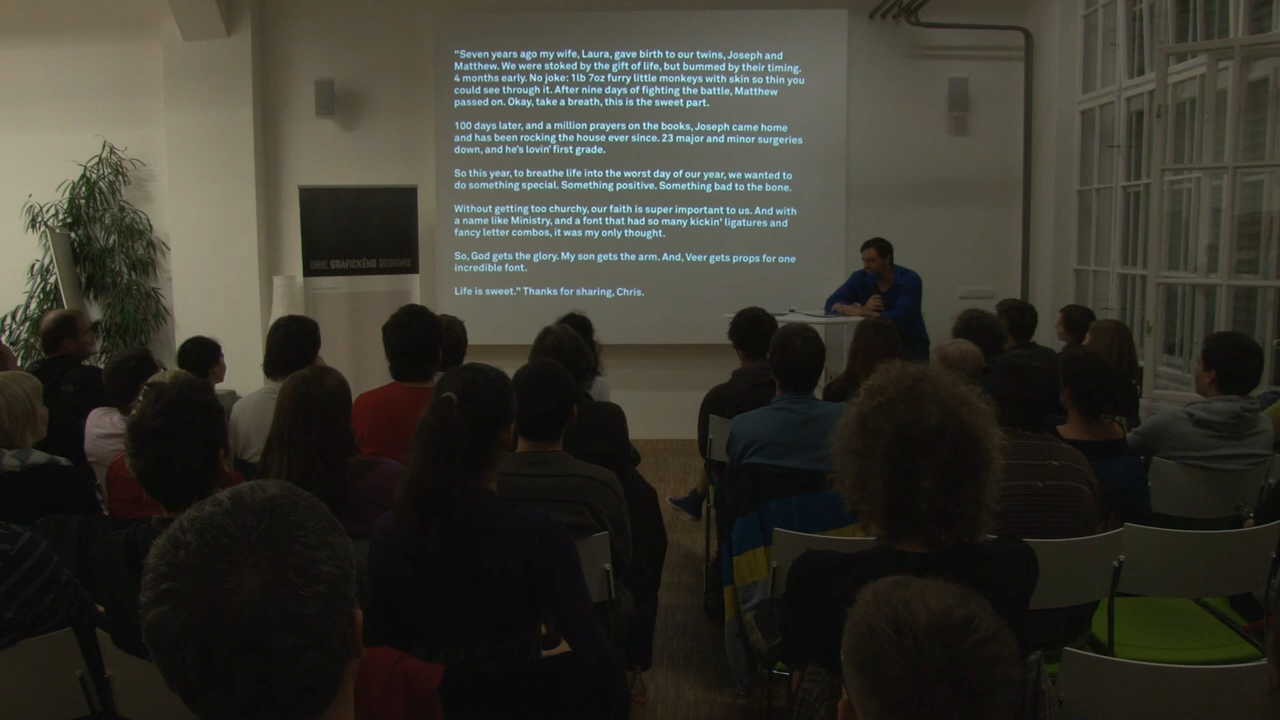 "Seven years ago my wife, Laura, gave birth to our twins, Joseph and
Matthew. We were stoked by the gift of life, but bummed by their timing.
4 months early. No joke: 1lb 7oz furry little monkeys with skin so thin you
could see through it. After nine days of fighting the battle, Matthew
passed on. Okay, take a breath, this is the sweet part.
100 days later, and a million prayers on the books, Joseph came home
and has been rocking the house ever since. 23 major and minor surgeries
down, and he's lovin' first grade.
So this year, to breathe life into the worst day of our year, we wanted to
do something special. Something positive. Something bad to the bone.
Without getting too churchy, our faith is super important to us. And with
a name like Ministry, and a font that had so many kickin' ligatures and
fancy letter combos, it was my only thought.
So, God gets the glory. My son gets the arm. And, Veer gets props for one
incredible font.
Life is sweet." Thanks for sharing, Chris.
UNIE GRAFICKÉHO DESIGNU